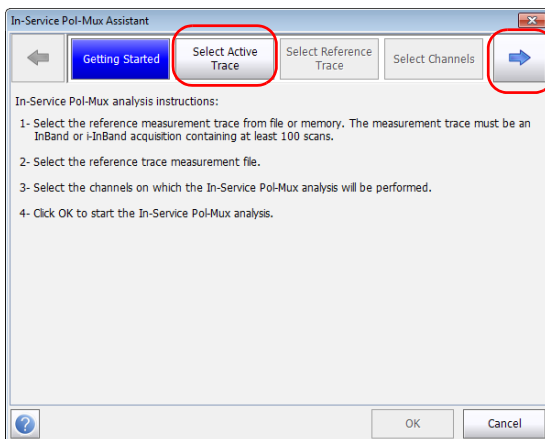 In-Service Pol-Mux Assistant
Getting Started
Select Active
Trace
Select Reference
Trace
Select Channels
In-Service Pol-Mux analysis instructions:
1- Select the reference measurement trace from file or memory. The measurement trace must be an
InBand or i-InBand acquisition containing at least 100 scans.
2- Select the reference trace measurement file.
3- Select the channels on which the In-Service Pol-Mux analysis will be performed.
4- Click OK to start the In-Service Pol-Mux analysis.
?
OK
Cancel